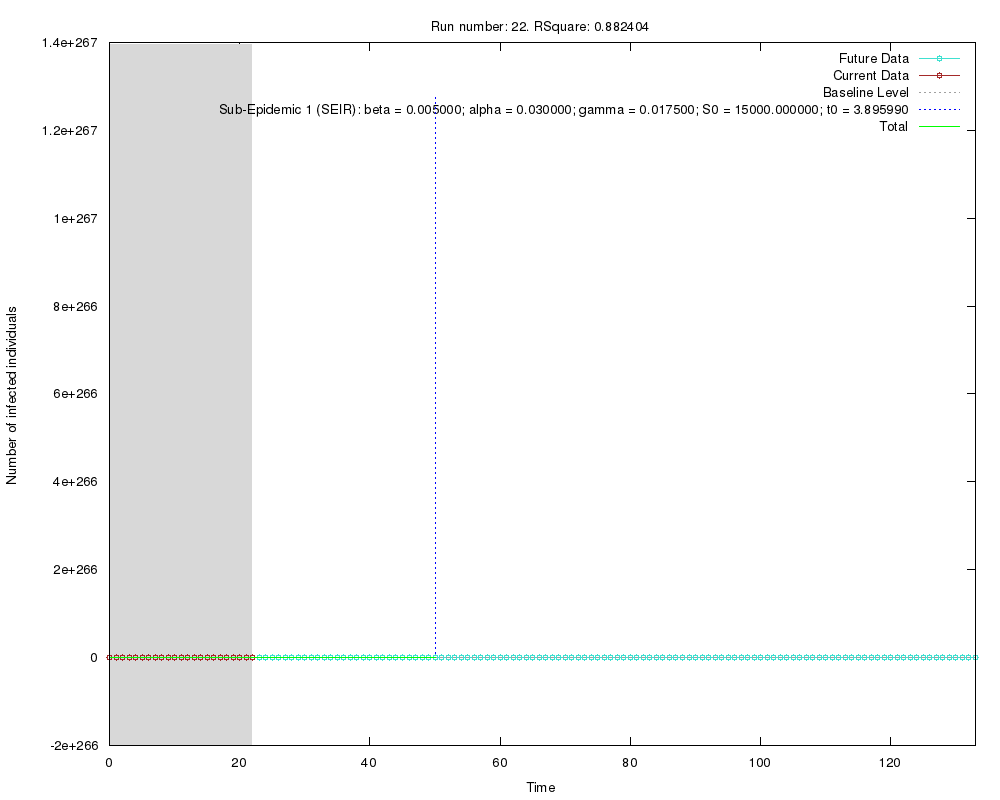 Run number: 22. RSquare: 0.882404
Future Data
Current Data
Baseline Level
Sub-Epidemic 1 (SEIR): beta = 0.005000; alpha = 0.030000; gamma = 0.017500; S0 = 15000.000000; t0 = 3.895990
Total
1.4e+267
1.2e+267
1e+267
8e+266
6e+266
4e+266
2e+266
0
-2e+266
Number of infected individuals
0 20 40 60 80 100 120
Time